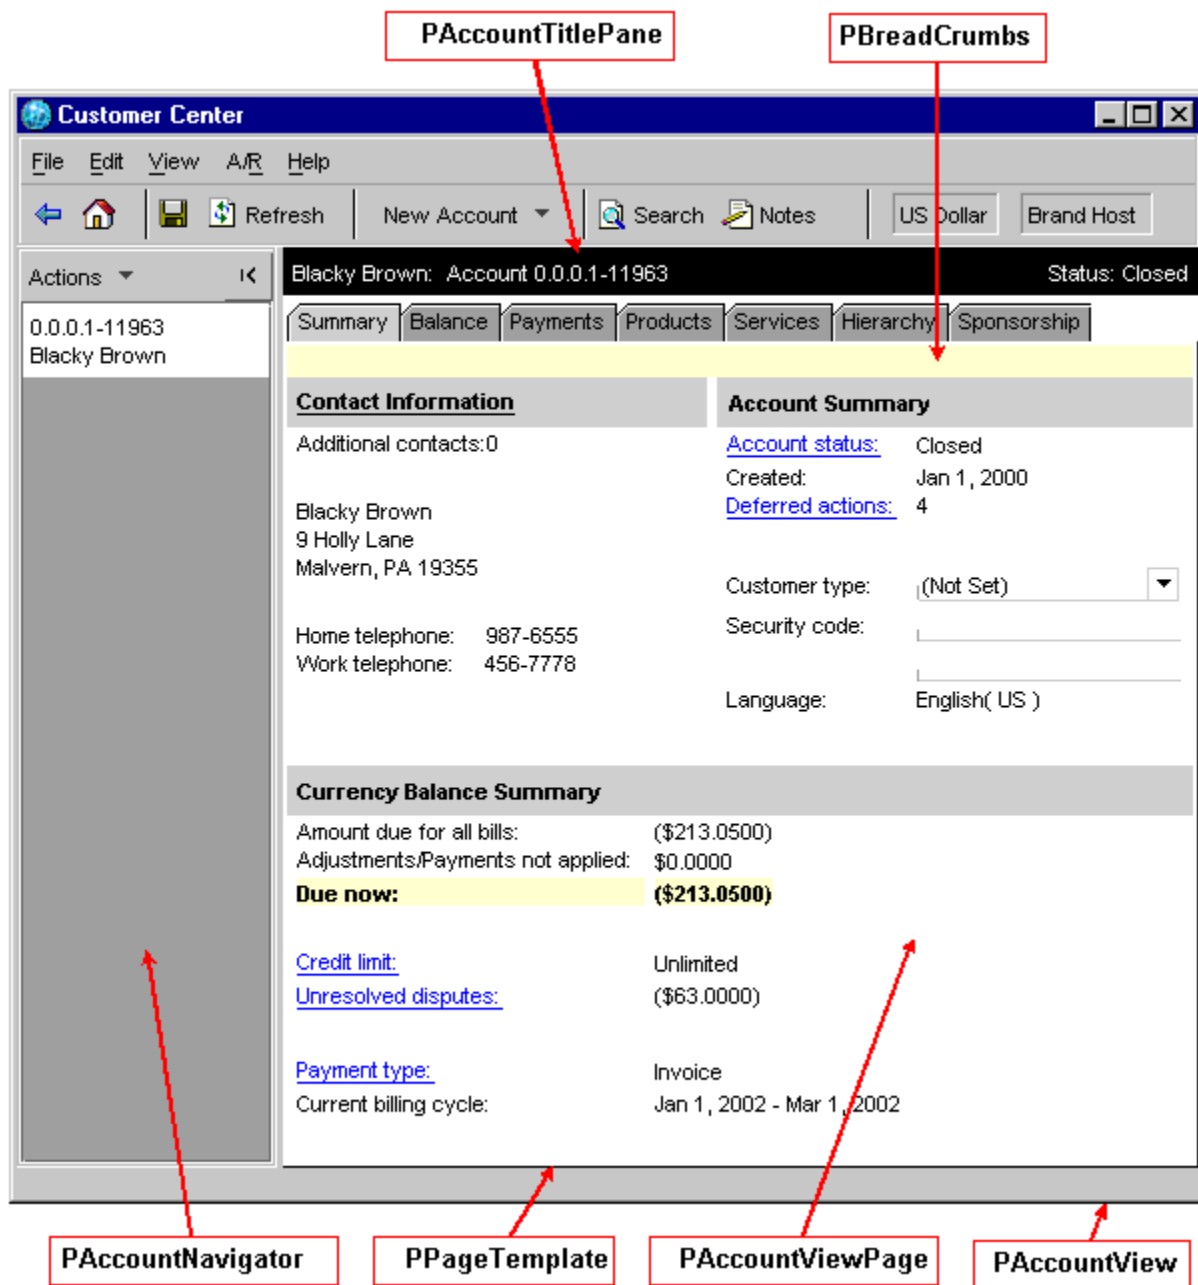 PAccountTitlePane PBreadCrumbs
Customer Center
File Edit View A/R Help
Refresh New Account Search Notes US Dollar Brand Host
Actions
0.0.0.1-11963
Blacky Brown
Blacky Brown: Account 0.0.0.1-11963 Status: Closed
Summary Balance Payments Products Services Hierarchy Sponsorship
Contact Information
Additional contacts:0
Blacky Brown
9 Holly Lane
Malvern, PA 19355
Home telephone: 987-6555
Work telephone: 456-7778
Account Summary
Account status: Closed
Created: Jan 1, 2000
Deferred actions: 4
Customer type: (Not Set)
Security code:
Language: English( US )
Currency Balance Summary
Amount due for all bills: ($213.0500)
Adjustments/Payments not applied: $0.0000
Due now: ($213.0500)
Credit limit: Unlimited
Unresolved disputes: ($63.0000)
Payment type: Invoice
Current billing cycle: Jan 1, 2002 - Mar 1, 2002
PAccountNavigator PPageTemplate PAccountViewPage PAccountView